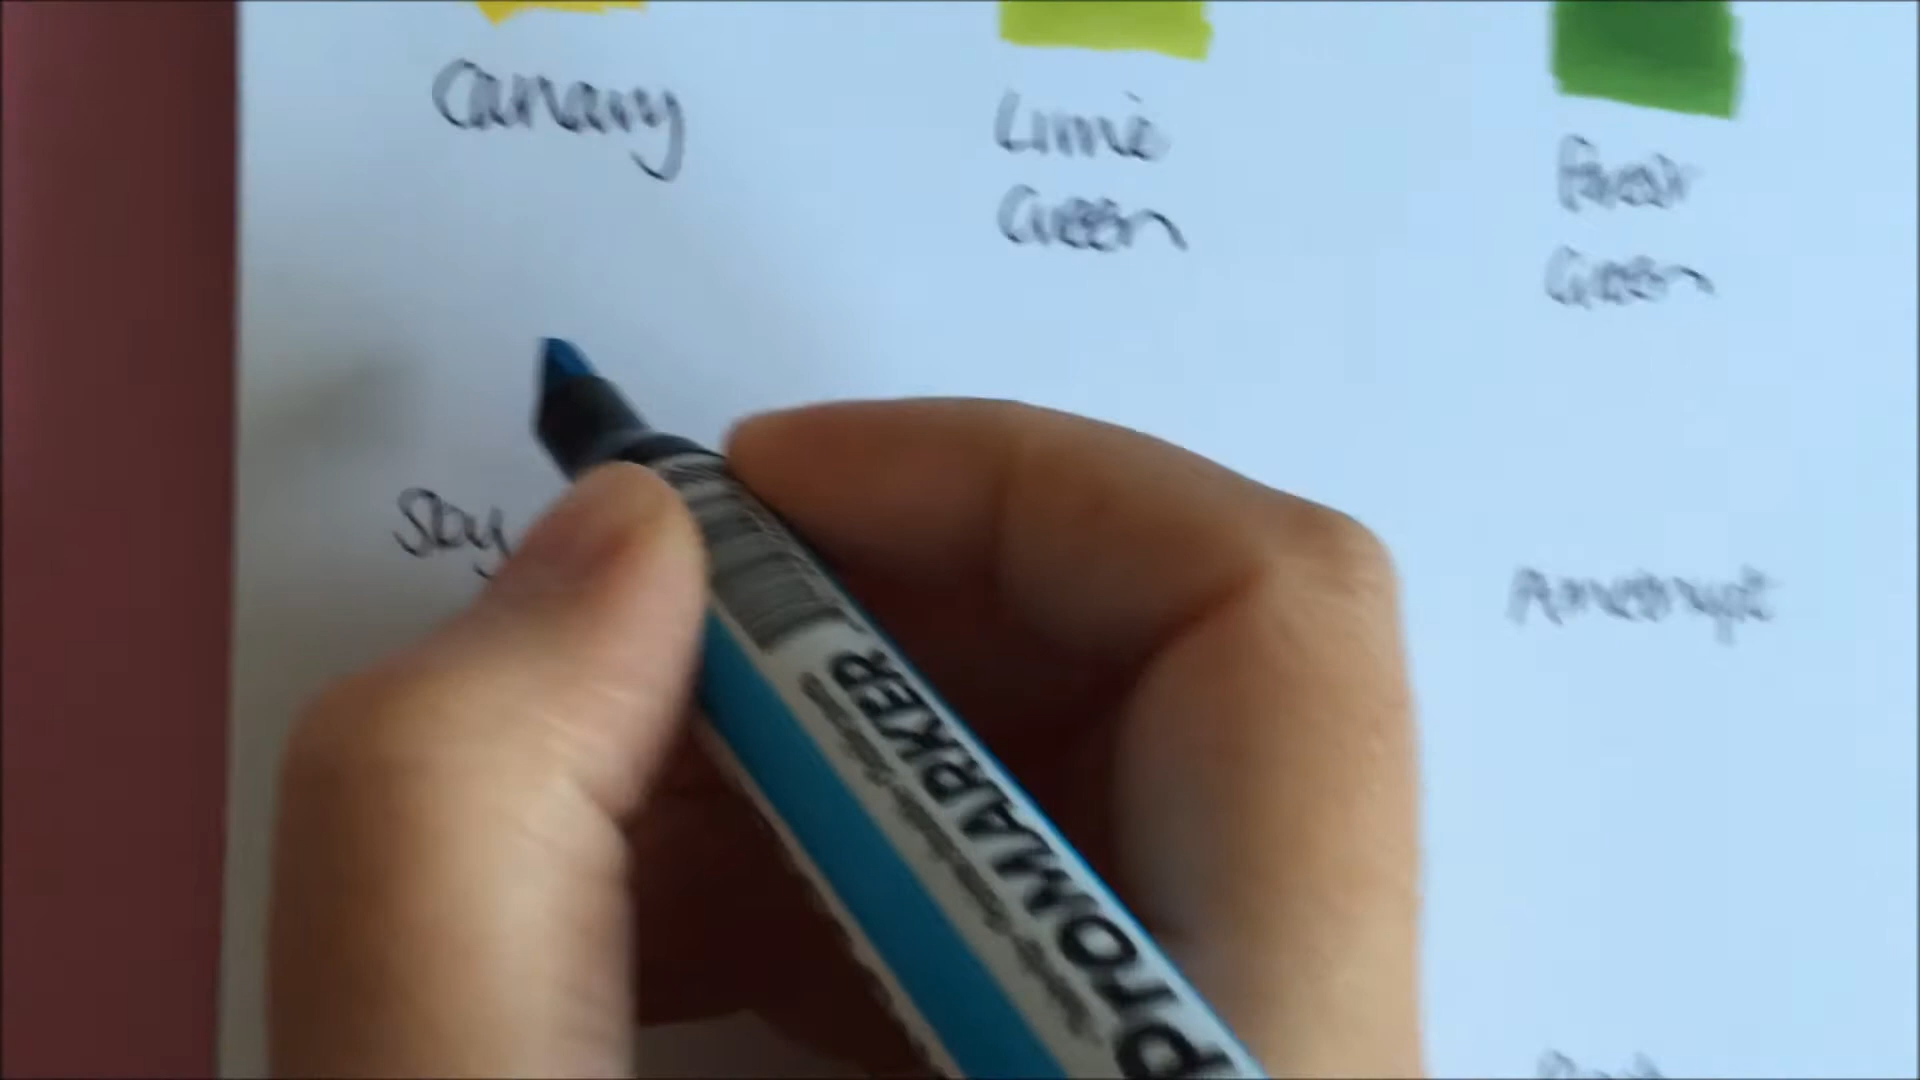 Canary
Lime
Green
Forest
Green
Sky
Amethyst
ProMARKER